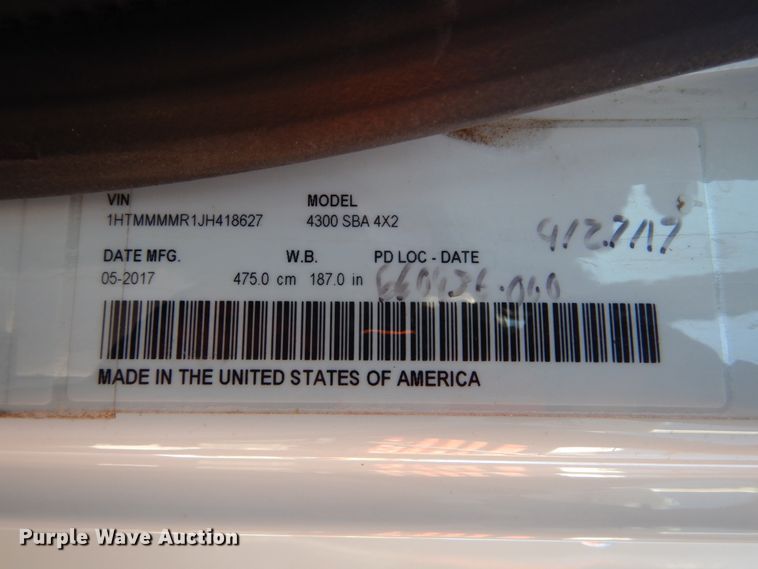 VIN MODEL
1HTMMMMR1JH418627 4300 SBA 4X2
DATE MFG. W.B. PD LOC - DATE
05-2017 475.0 cm 187.0 in
MADE IN THE UNITED STATES OF AMERICA
Purple Wave Auction